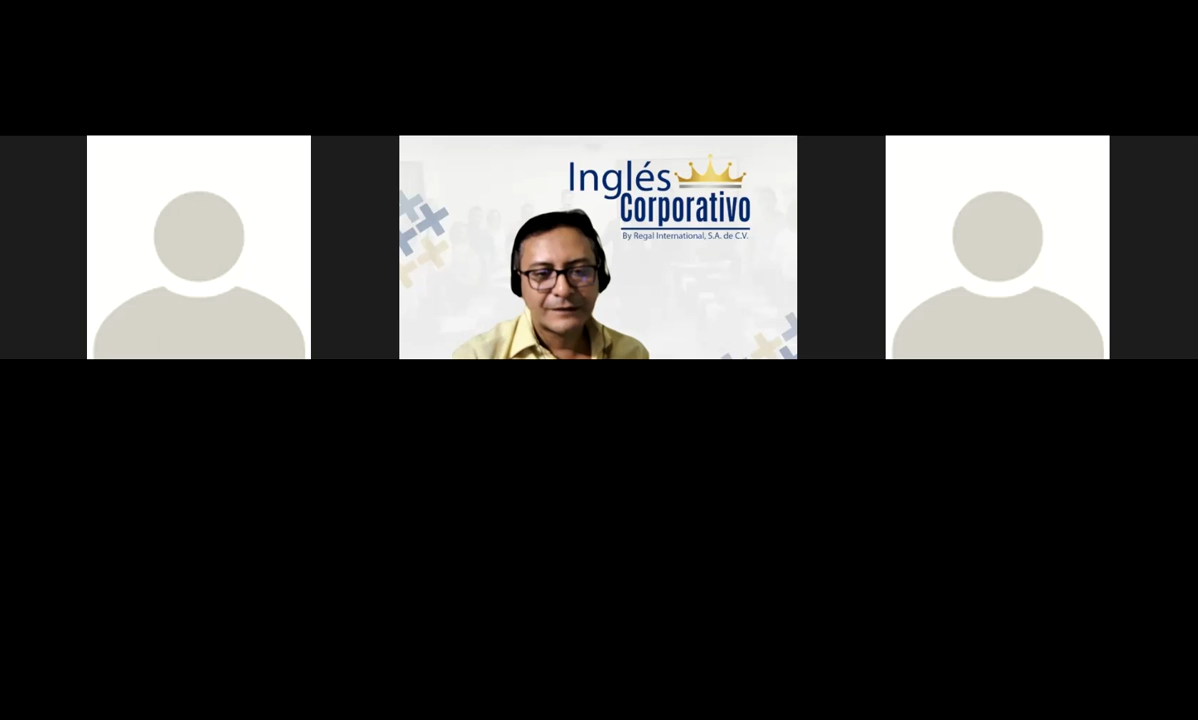 Inglés
Corporativo
By Regal International, S.A. de C.V.